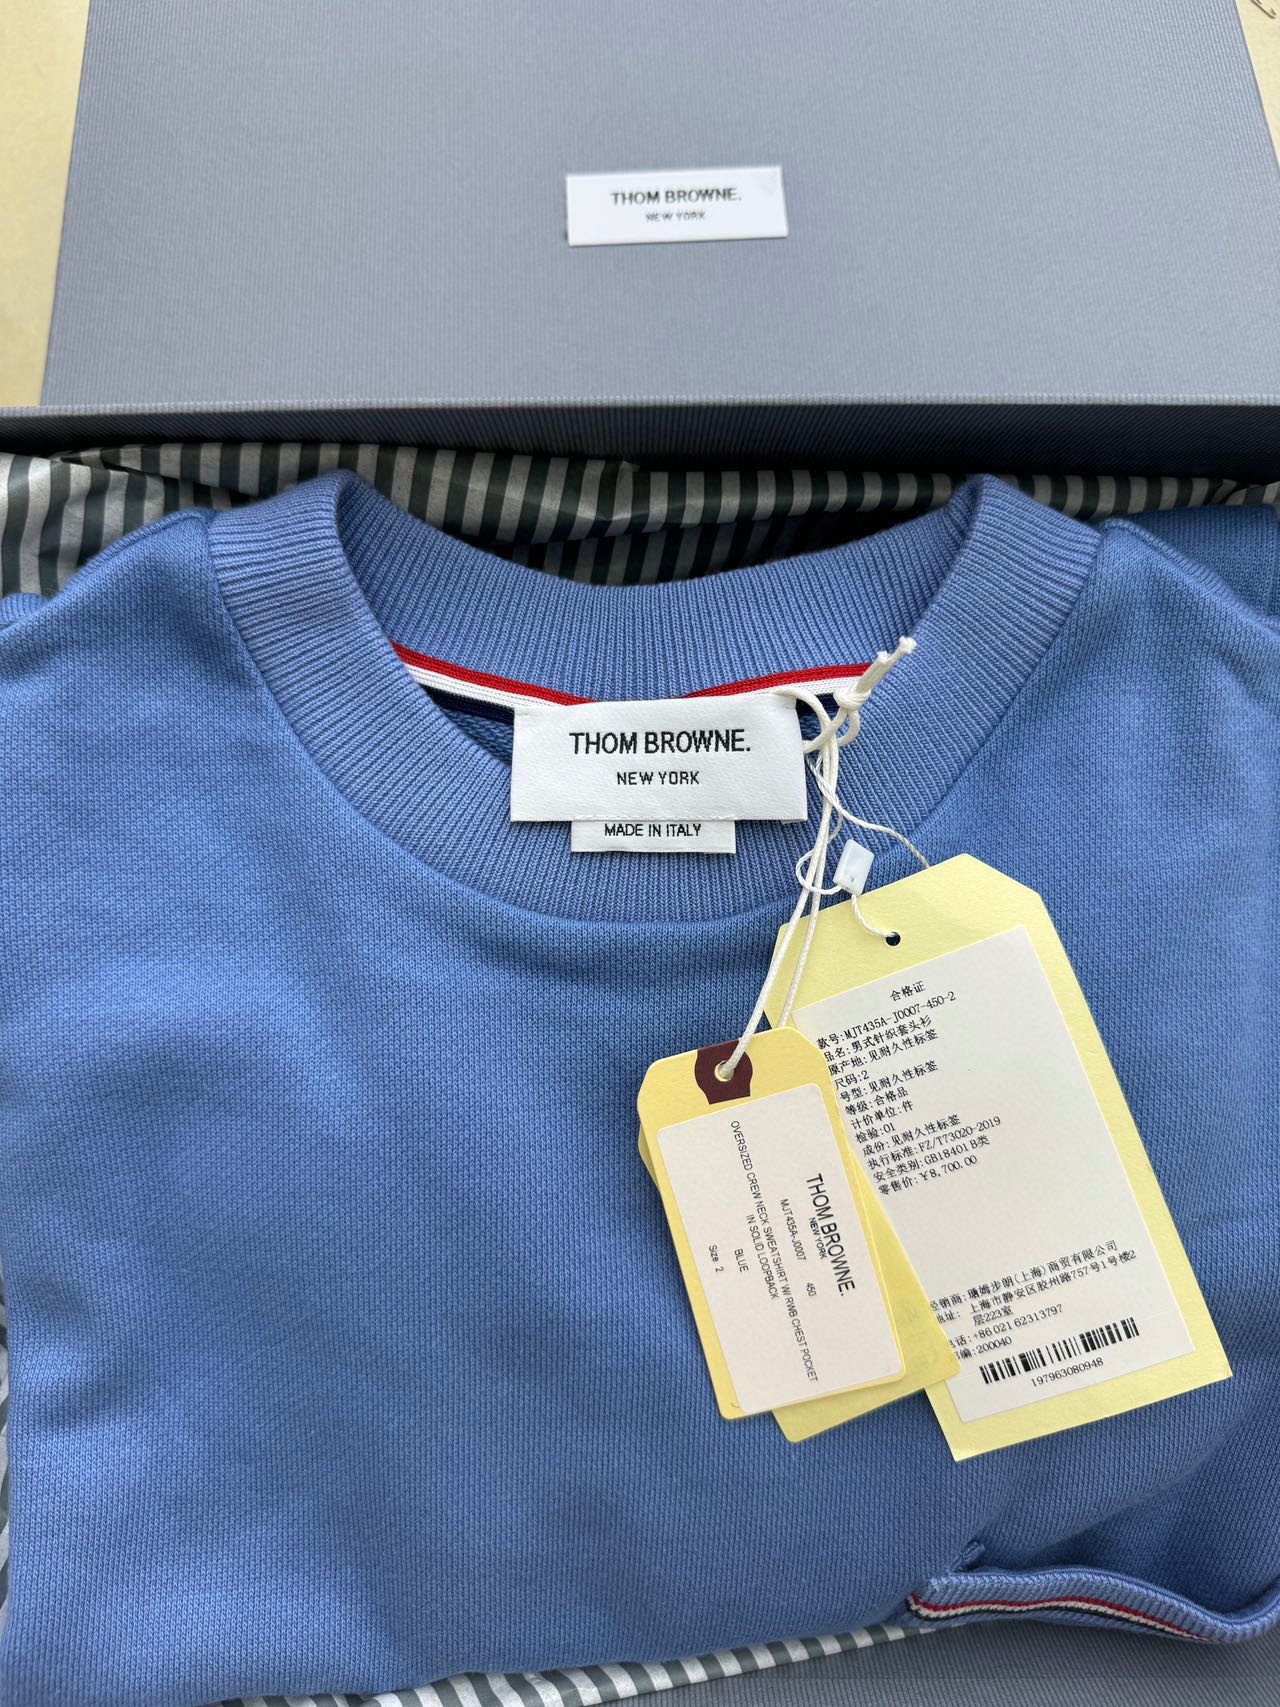 THOM BROWNE.
NEW YORK
THOM BROWNE.
NEW YORK
MADE IN ITALY
合格证
款号:MJT435A-J0007-450-2
品名:男式针织套头衫
原产地:见耐久性标签
尺码:2
号型:见耐久性标签
等级:合格品
计价单位:件
检验:01
成份:见耐久性标签
执行标准:FZ/T73020-2019
安全类别:GB18401 B类
零售价:￥8,700.00
经销商:珊姆步朗(上海)商贸有限公司
地址: 上海市静安区胶州路757号1号楼2
层223室
电话:+86 021 62313797
邮编:200040
197963080948
THOM BROWNE.
NEW YORK
MJT435A-J0007 450
OVERSIZED CREW NECK SWEATSHIRT W/ RWB CHEST POCKET
IN SOLID LOOPBACK
BLUE
Size 2